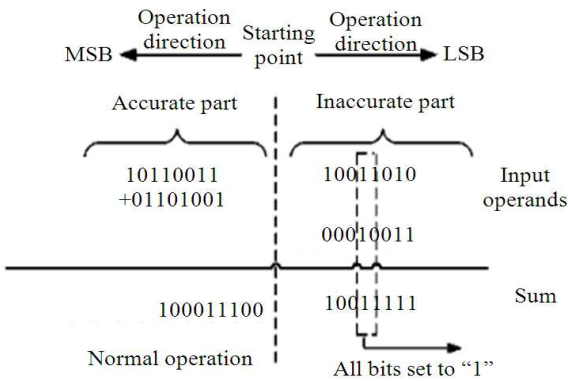 Operation direction
Starting point
Operation direction
MSB
LSB
Accurate part
Inaccurate part
10110011
+01101001
10011010
00010011
Input operands
100011100
10011111
Sum
Normal operation
All bits set to “1”